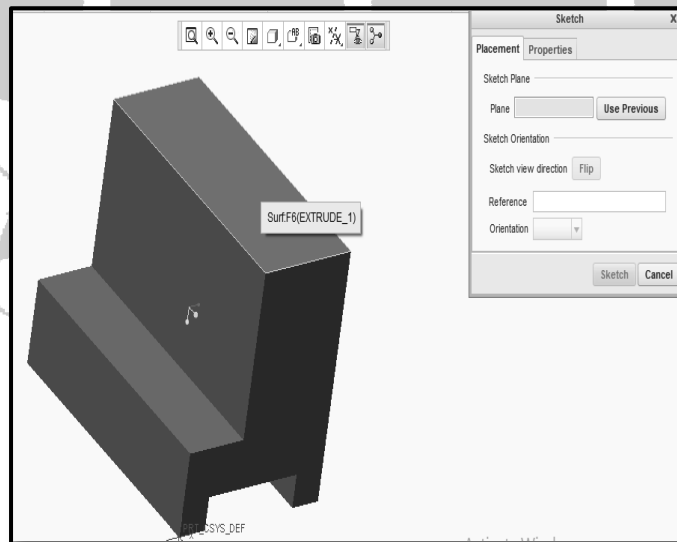 Sketch X
Placement Properties
Sketch Plane
Plane Use Previous
Sketch Orientation
Sketch view direction Flip
Reference
Orientation
Sketch Cancel
Surf:F6(EXTRUDE_1)
PRT_CSYS_DEF